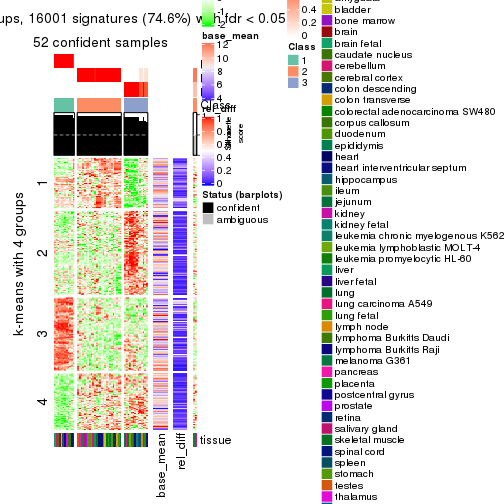 ups, 16001 signatures (74.6%) with fdr < 0.05
52 confident samples
k-means with 4 groups
1
2
3
4
base_mean
rel_diff
tissue
Class
-2
-4
base_mean
12
10
8
6
4
2
0
rel_diff
1
0.8
0.6
0.4
0.2
0
Status (barplots)
confident
ambiguous
0.4
0.2
0
Class
1
2
3
bladder
bone marrow
brain
brain fetal
caudate nucleus
cerebellum
cerebral cortex
colon descending
colon transverse
colorectal adenocarcinoma SW480
corpus callosum
duodenum
epididymis
heart
heart interventricular septum
hippocampus
ileum
jejunum
kidney
kidney fetal
leukemia chronic myelogenous K562
leukemia lymphoblastic MOLT-4
leukemia promyelocytic HL-60
liver
liver fetal
lung
lung carcinoma A549
lung fetal
lymph node
lymphoma Burkitts Daudi
lymphoma Burkitts Raji
melanoma G361
pancreas
placenta
postcentral gyrus
prostate
retina
salivary gland
skeletal muscle
spinal cord
spleen
stomach
testes
thalamus